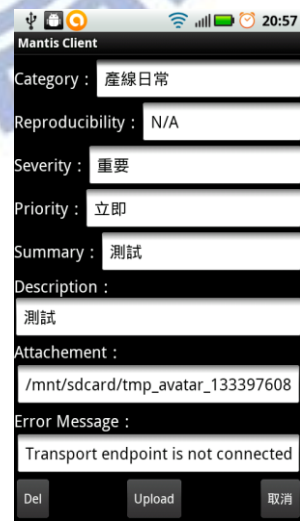 20:57
Mantis Client
Category : 產線日常
Reproducibility : N/A
Severity : 重要
Priority : 立即
Summary : 測試
Description :
測試
Attachement :
/mnt/sdcard/tmp_avatar_133397608
Error Message :
Transport endpoint is not connected
Del Upload 取消